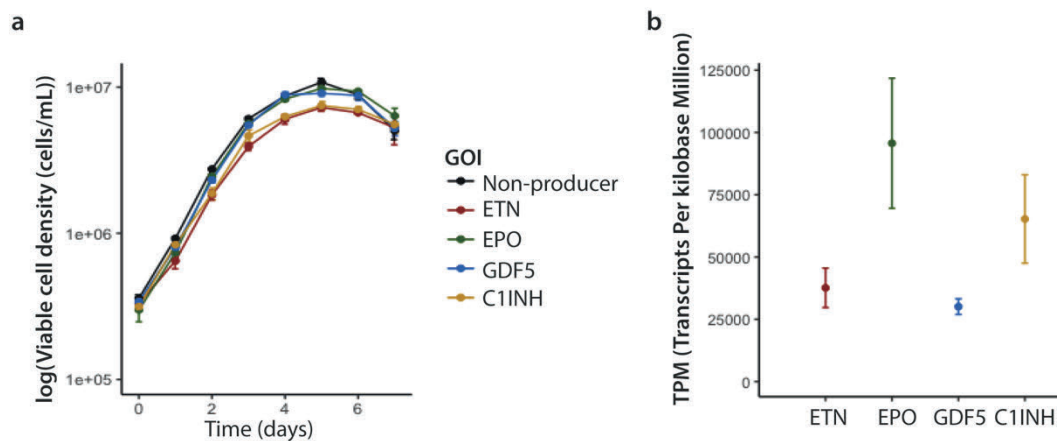 a
log(Viable cell density (cells/mL))
1e+07
1e+06
1e+05
0
2
4
6
Time (days)
GOI
Non-producer
ETN
EPO
GDF5
C1INH
b
TPM (Transcripts Per kilobase Million)
125000
100000
75000
50000
25000
0
ETN
EPO
GDF5
C1INH